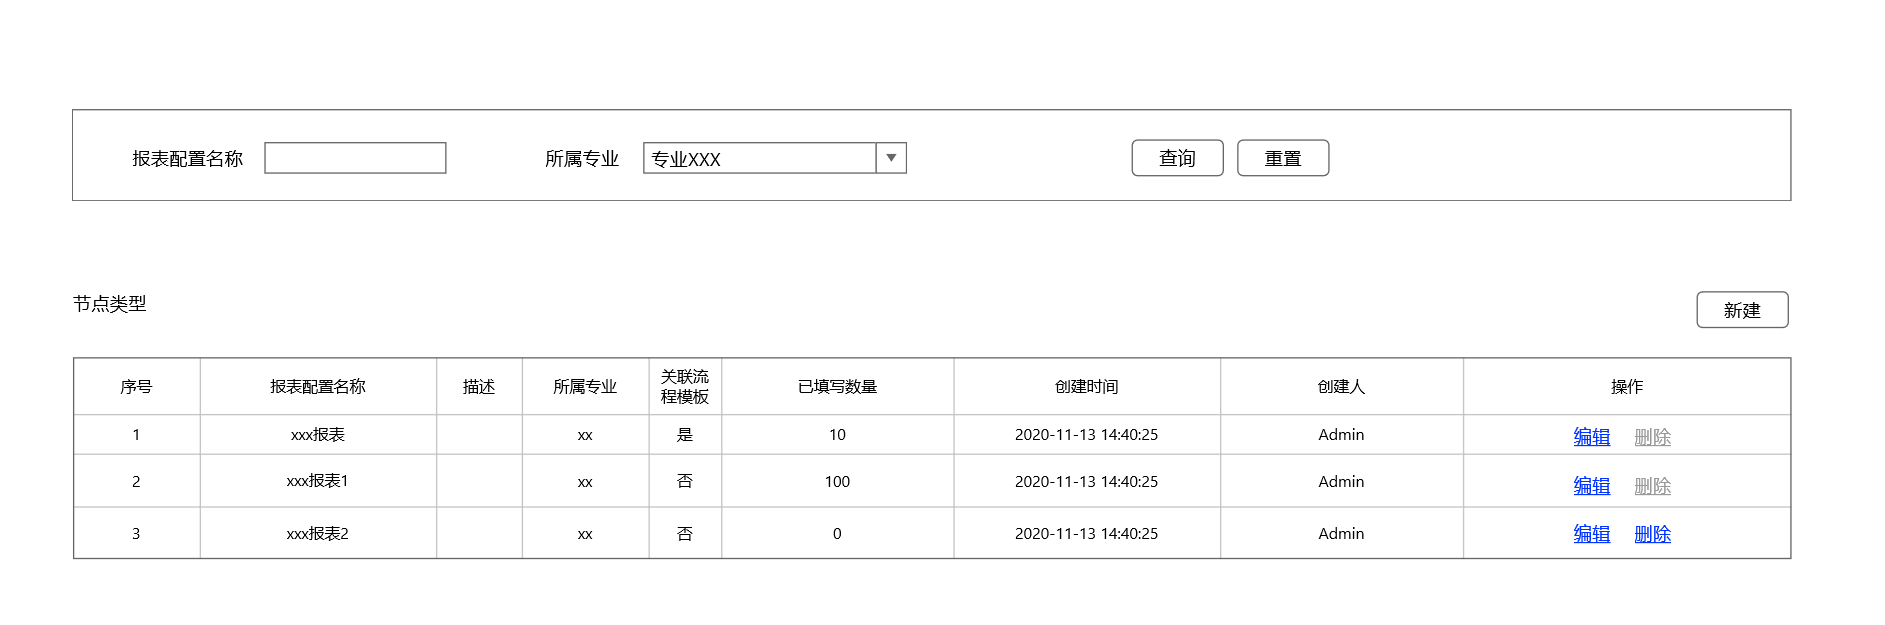 报表配置名称 所属专业 专业XXX 查询 重置
节点类型 新建
序号 报表配置名称 描述 所属专业 关联流程模板 已填写数量 创建时间 创建人 操作
1 xxx报表 xx 是 10 2020-11-13 14:40:25 Admin 编辑 删除
2 xxx报表1 xx 否 100 2020-11-13 14:40:25 Admin 编辑 删除
3 xxx报表2 xx 否 0 2020-11-13 14:40:25 Admin 编辑 删除